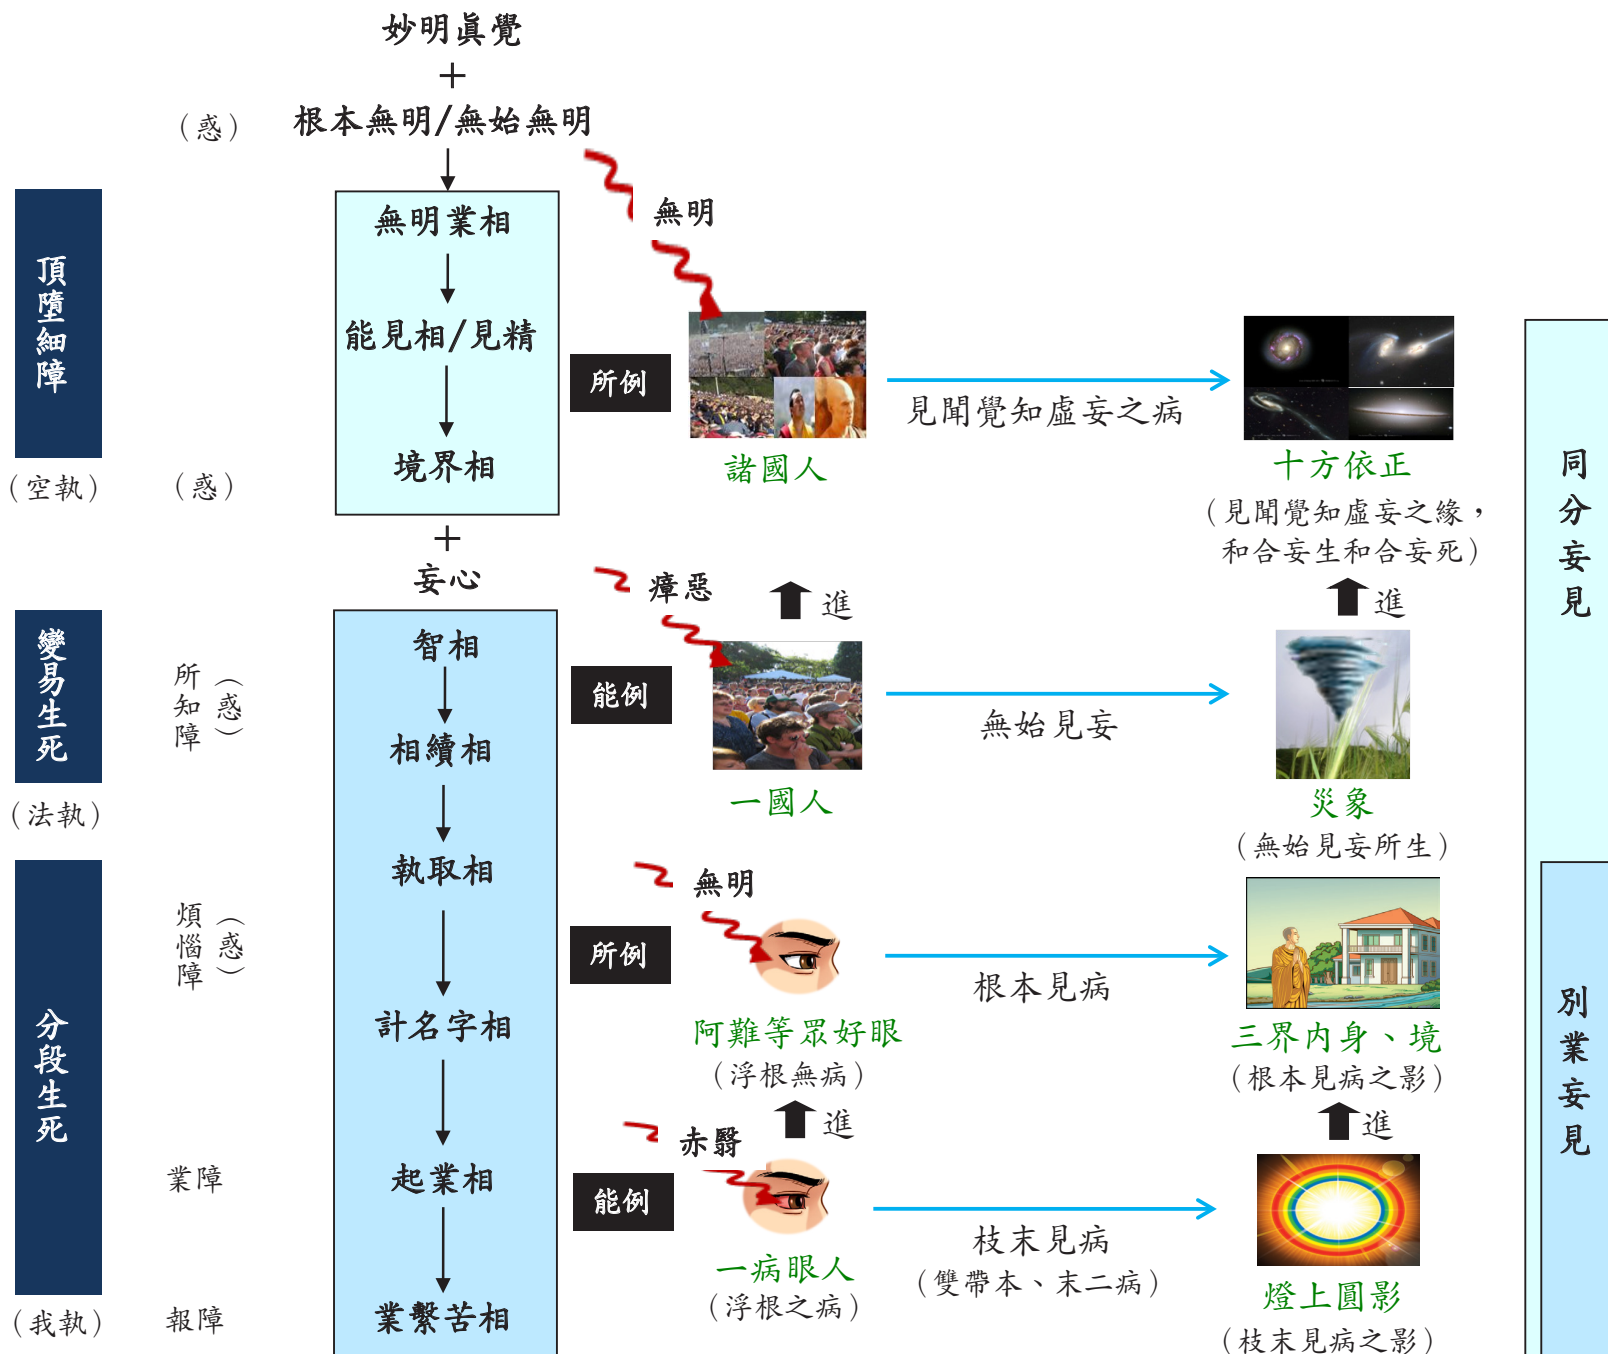 妙明眞覺
+
(惑)
根本無明/無始無明
無明業相
能見相/見精
境界相
頂墮細障
(空執)
(惑)
無明
所例
諸國人
見聞覺知虛妄之病
十方依正
(見聞覺知虛妄之緣，
和合妄生和合妄死)
+
妄心
智相
相續相
執取相
計名字相
起業相
業繫苦相
變易生死
(法執)
所知障
(惑)
瘴惡
進
能例
一國人
無始見妄
進
災象
(無始見妄所生)
分段生死
(我執)
煩惱障
(惑)
業障
報障
無明
所例
阿難等眾好眼
(浮根無病)
根本見病
三界內身、境
(根本見病之影)
進
進
赤翳
能例
一病眼人
(浮根之病)
枝末見病
(雙帶本、末二病)
燈上圓影
(枝末見病之影)
同分妄見
別業妄見